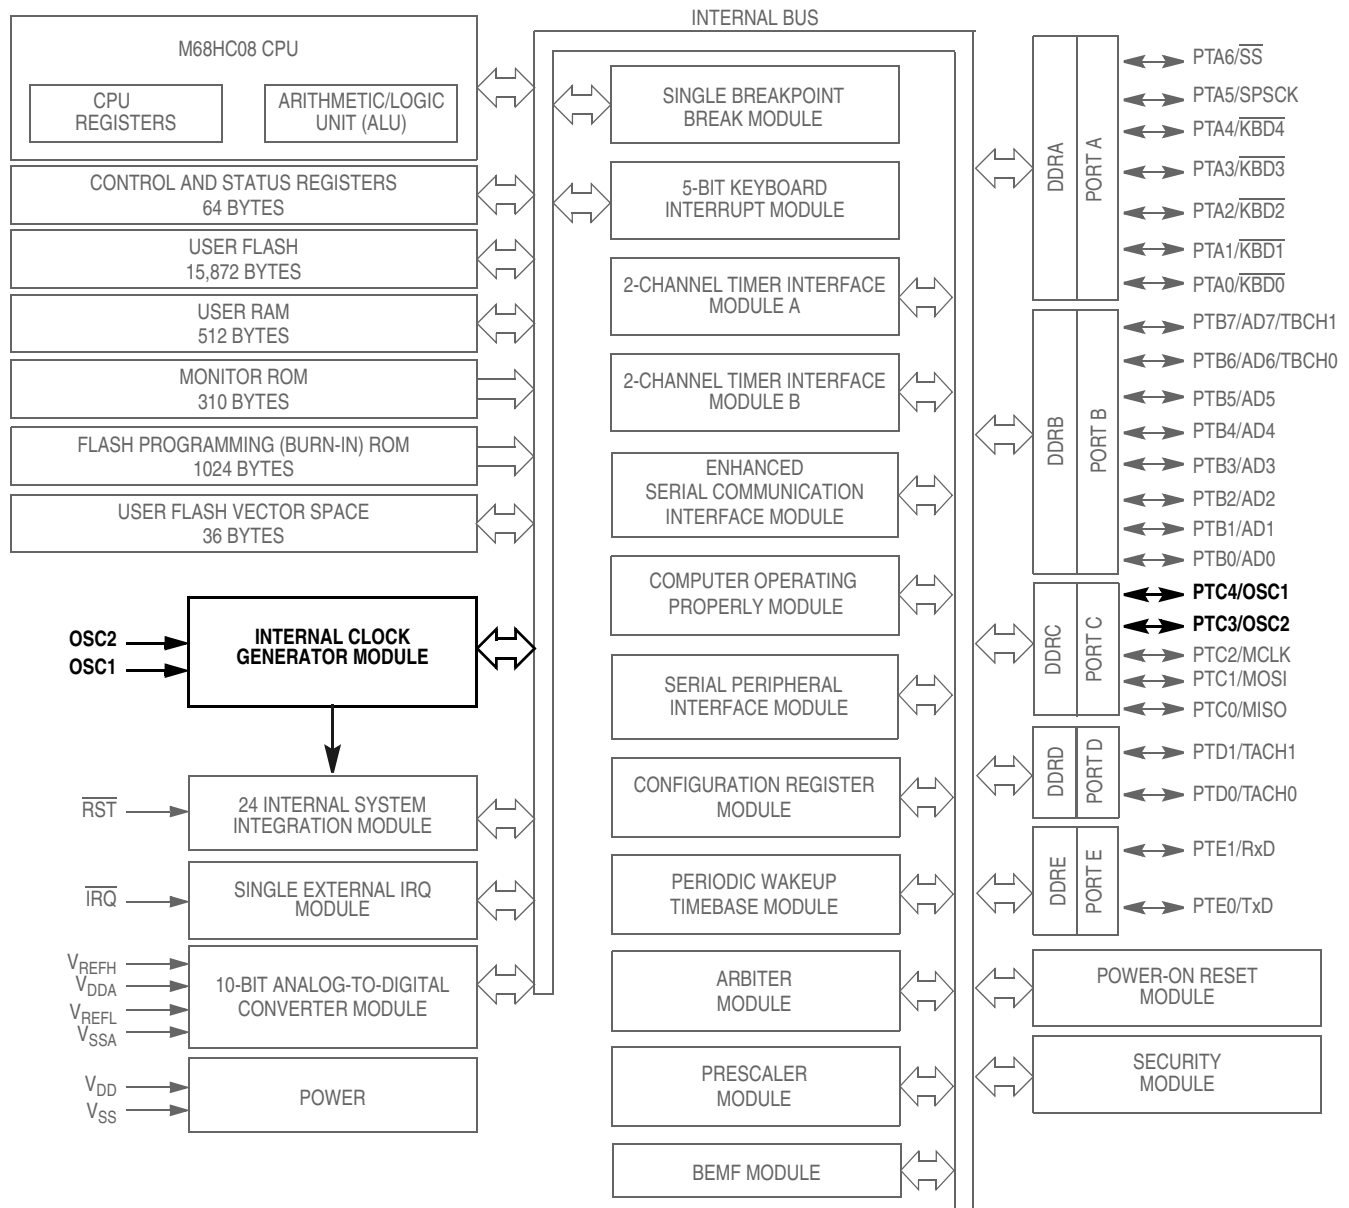 INTERNAL BUS
M68HC08 CPU
CPU
REGISTERS
ARITHMETIC/LOGIC
UNIT (ALU)
CONTROL AND STATUS REGISTERS
64 BYTES
USER FLASH
15,872 BYTES
USER RAM
512 BYTES
MONITOR ROM
310 BYTES
FLASH PROGRAMMING (BURN-IN) ROM
1024 BYTES
USER FLASH VECTOR SPACE
36 BYTES
OSC2
OSC1
INTERNAL CLOCK
GENERATOR MODULE
RST
24 INTERNAL SYSTEM
INTEGRATION MODULE
IRQ
SINGLE EXTERNAL IRQ
MODULE
VREFH
VDDA
VREFL
VSSA
10-BIT ANALOG-TO-DIGITAL
CONVERTER MODULE
VDD
VSS
POWER
SINGLE BREAKPOINT
BREAK MODULE
5-BIT KEYBOARD
INTERRUPT MODULE
2-CHANNEL TIMER INTERFACE
MODULE A
2-CHANNEL TIMER INTERFACE
MODULE B
ENHANCED
SERIAL COMMUNICATION
INTERFACE MODULE
COMPUTER OPERATING
PROPERLY MODULE
SERIAL PERIPHERAL
INTERFACE MODULE
CONFIGURATION REGISTER
MODULE
PERIODIC WAKEUP
TIMEBASE MODULE
ARBITER
MODULE
PRESCALER
MODULE
BEMF MODULE
DDRA
PORT A
PTA6/SS
PTA5/SPSCK
PTA4/KBD4
PTA3/KBD3
PTA2/KBD2
PTA1/KBD1
PTA0/KBD0
DDRB
PORT B
PTB7/AD7/TBCH1
PTB6/AD6/TBCH0
PTB5/AD5
PTB4/AD4
PTB3/AD3
PTB2/AD2
PTB1/AD1
PTB0/AD0
DDRC
PORT C
PTC4/OSC1
PTC3/OSC2
PTC2/MCLK
PTC1/MOSI
PTC0/MISO
DDRD
PORT D
PTD1/TACH1
PTD0/TACH0
DDRE
PORT E
PTE1/RxD
PTE0/TxD
POWER-ON RESET
MODULE
SECURITY
MODULE